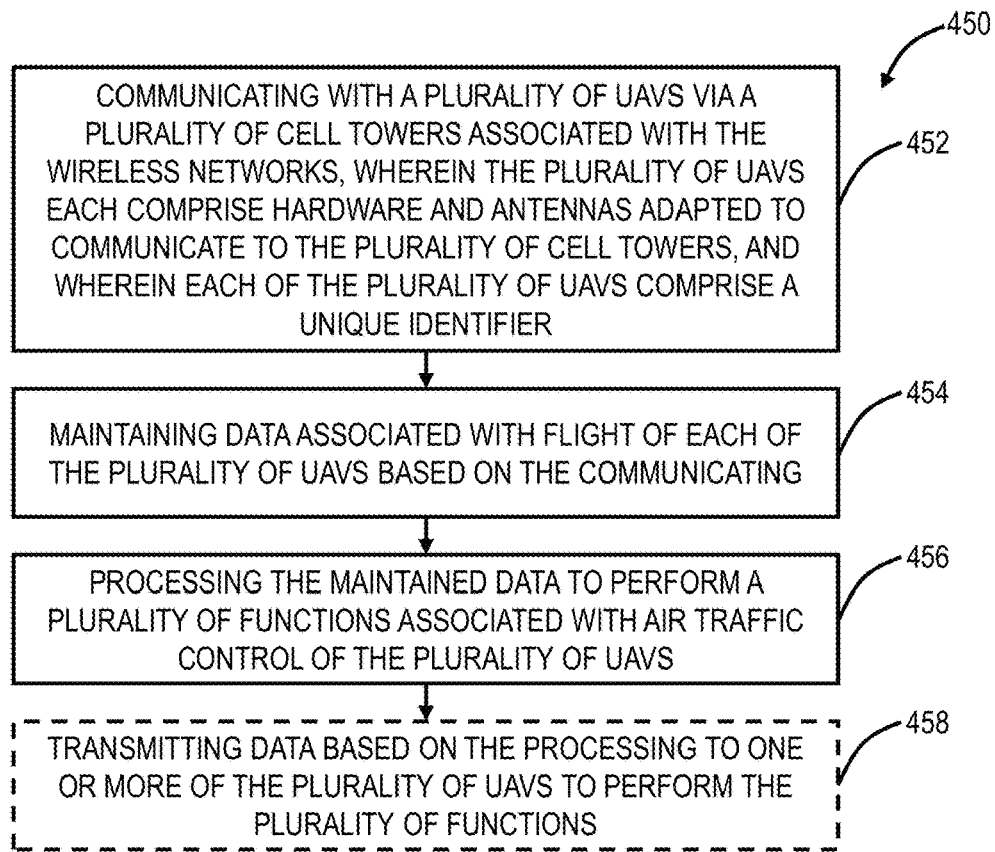 450
COMMUNICATING WITH A PLURALITY OF UAVS VIA A
PLURALITY OF CELL TOWERS ASSOCIATED WITH THE
WIRELESS NETWORKS, WHEREIN THE PLURALITY OF UAVS
EACH COMPRISE HARDWARE AND ANTENNAS ADAPTED TO
COMMUNICATE TO THE PLURALITY OF CELL TOWERS, AND
WHEREIN EACH OF THE PLURALITY OF UAVS COMPRISE A
UNIQUE IDENTIFIER
452
MAINTAINING DATA ASSOCIATED WITH FLIGHT OF EACH OF
THE PLURALITY OF UAVS BASED ON THE COMMUNICATING
454
PROCESSING THE MAINTAINED DATA TO PERFORM A
PLURALITY OF FUNCTIONS ASSOCIATED WITH AIR TRAFFIC
CONTROL OF THE PLURALITY OF UAVS
456
TRANSMITTING DATA BASED ON THE PROCESSING TO ONE
OR MORE OF THE PLURALITY OF UAVS TO PERFORM THE
PLURALITY OF FUNCTIONS
458